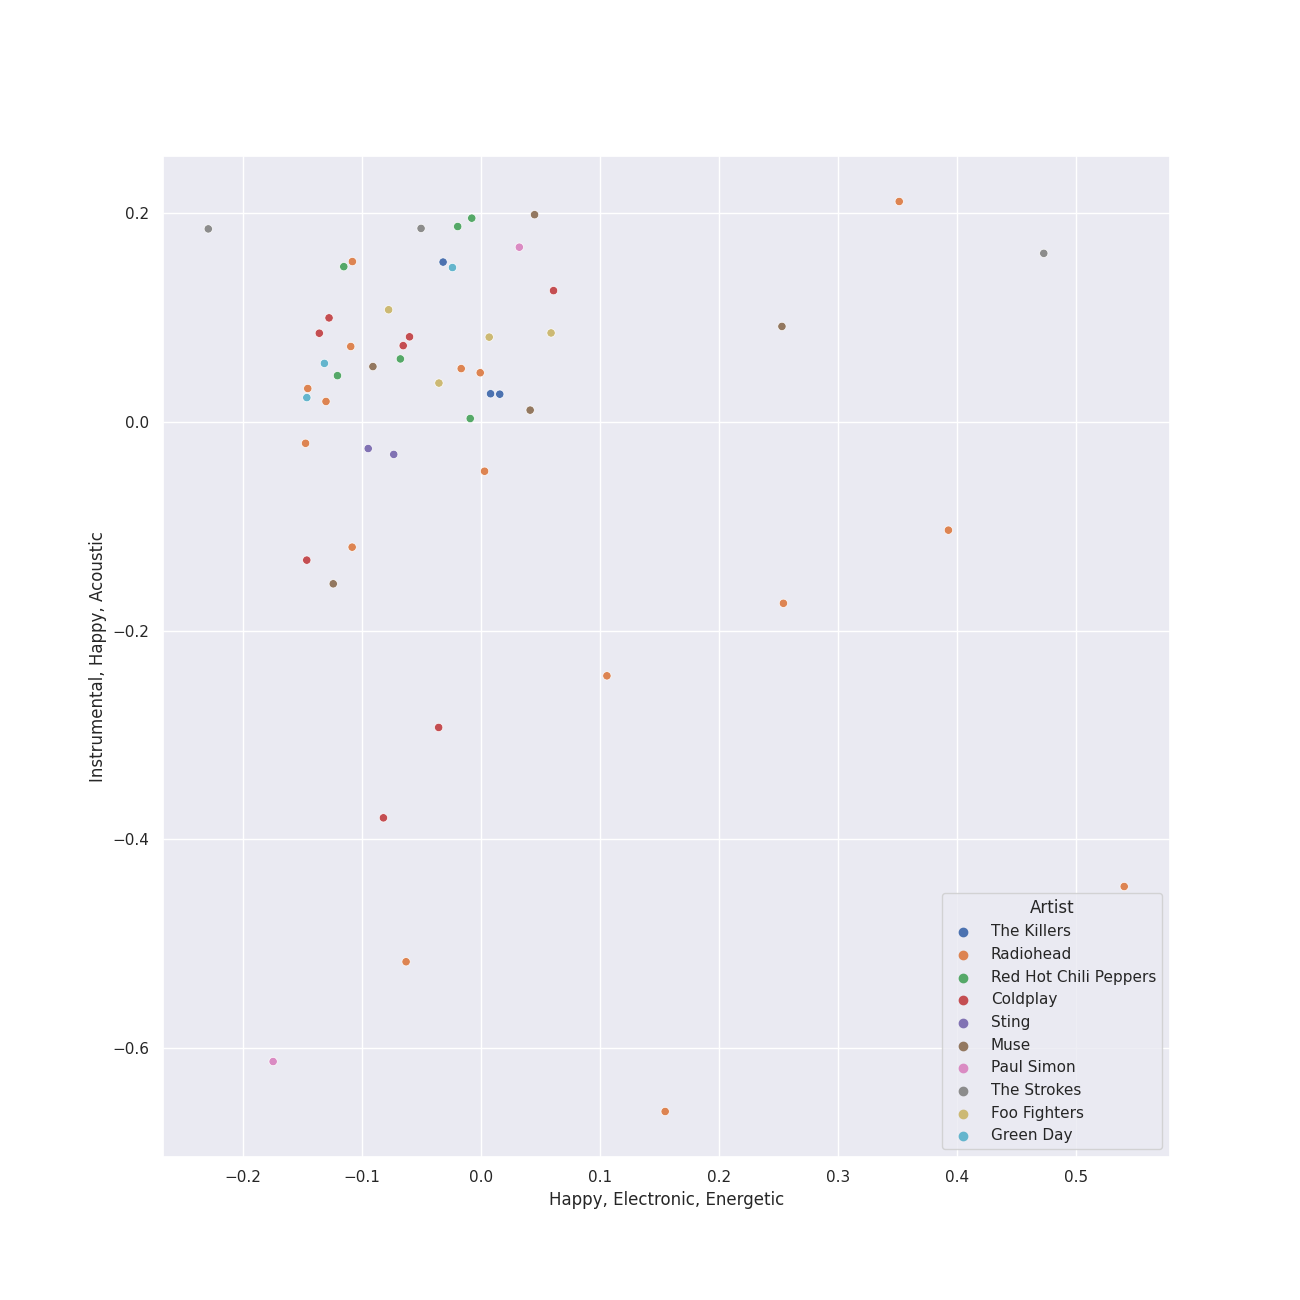 0.2
0.0
−0.2
−0.4
−0.6
Instrumental, Happy, Acoustic
−0.2 −0.1 0.0 0.1 0.2 0.3 0.4 0.5
Happy, Electronic, Energetic
Artist
The Killers
Radiohead
Red Hot Chili Peppers
Coldplay
Sting
Muse
Paul Simon
The Strokes
Foo Fighters
Green Day